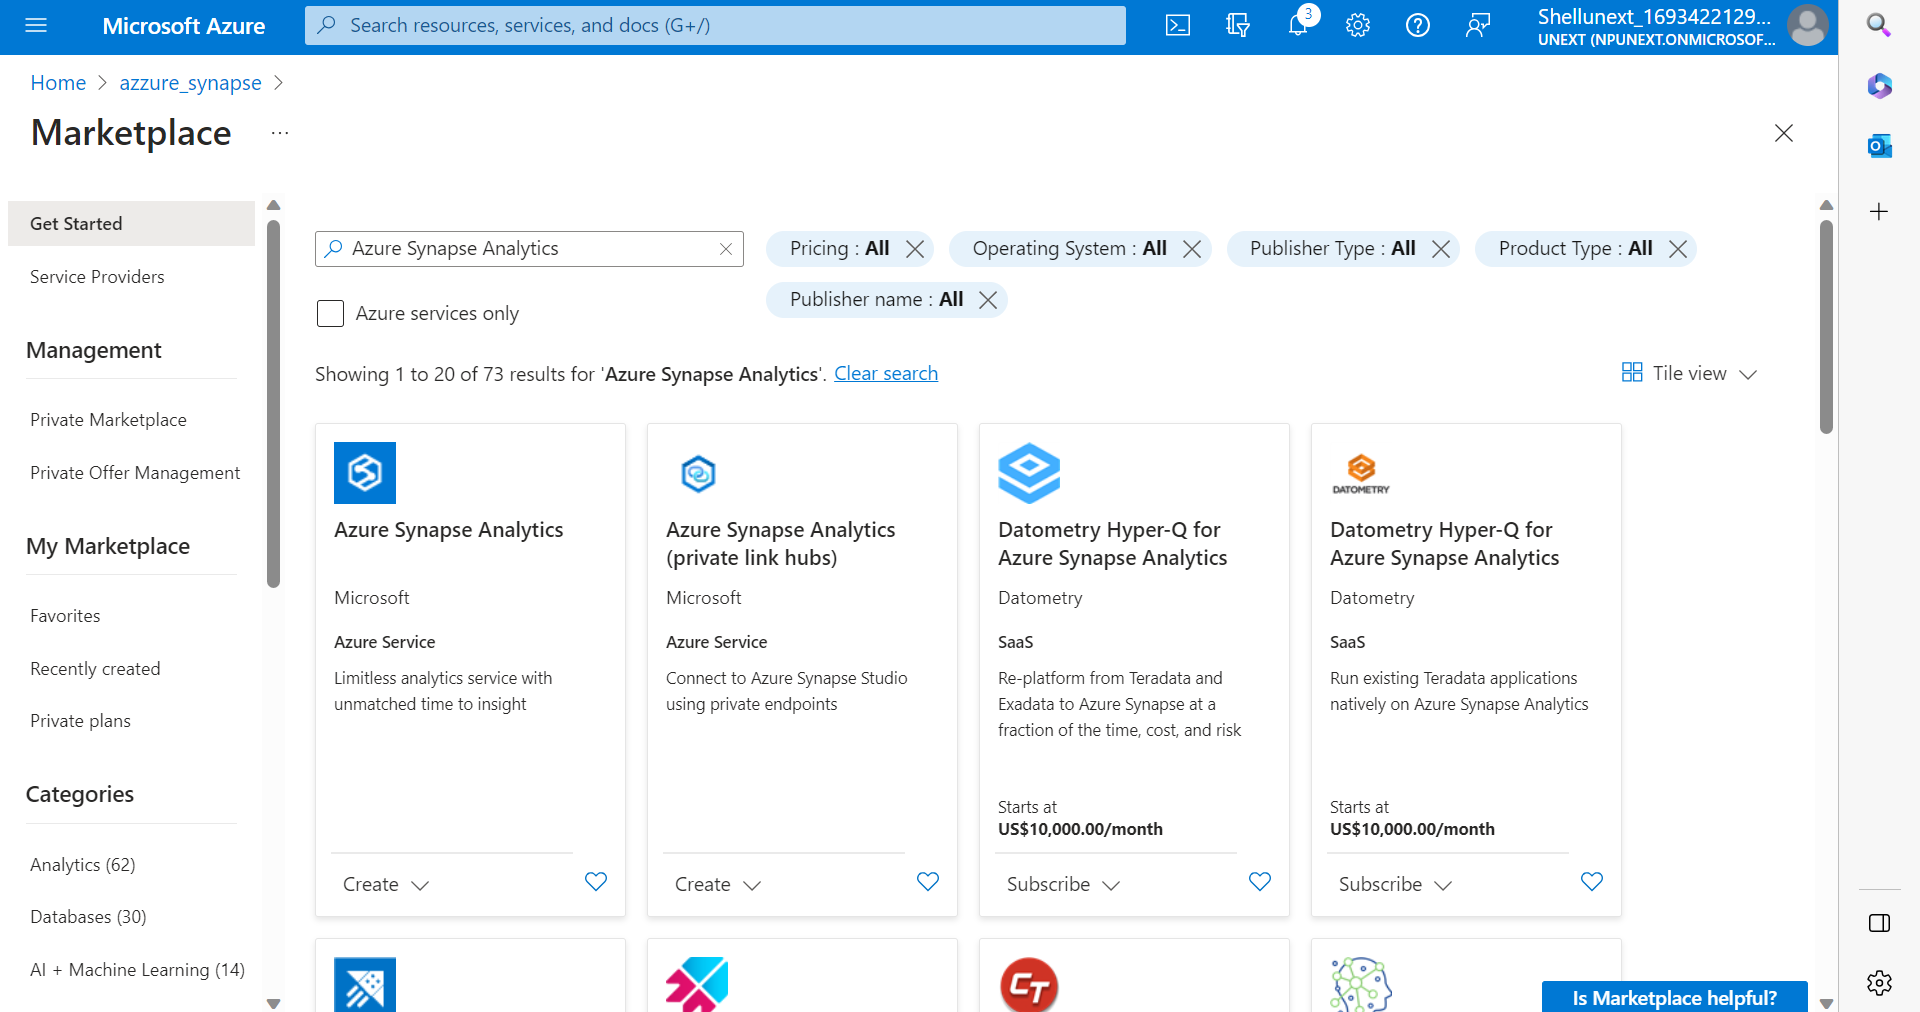 Microsoft Azure
Search resources, services, and docs (G+/)
3
Shellunext_1693422129...
UNEXT (NPUNEXT.ONMICROSOF...
Home
azzure_synapse
Marketplace
...
Get Started
Service Providers
Management
Private Marketplace
Private Offer Management
My Marketplace
Favorites
Recently created
Private plans
Categories
Analytics (62)
Databases (30)
AI + Machine Learning (14)
Azure Synapse Analytics
Pricing : All
Operating System : All
Publisher Type : All
Product Type : All
Publisher name : All
Azure services only
Showing 1 to 20 of 73 results for 'Azure Synapse Analytics'. Clear search
Tile view
Azure Synapse Analytics
Microsoft
Azure Service
Limitless analytics service with
unmatched time to insight
Create
Azure Synapse Analytics
(private link hubs)
Microsoft
Azure Service
Connect to Azure Synapse Studio
using private endpoints
Create
Datometry Hyper-Q for
Azure Synapse Analytics
Datometry
SaaS
Re-platform from Teradata and
Exadata to Azure Synapse at a
fraction of the time, cost, and risk
Starts at
US$10,000.00/month
Subscribe
DATOMETRY
Datometry Hyper-Q for
Azure Synapse Analytics
Datometry
SaaS
Run existing Teradata applications
natively on Azure Synapse Analytics
Starts at
US$10,000.00/month
Subscribe
CT
Is Marketplace helpful?